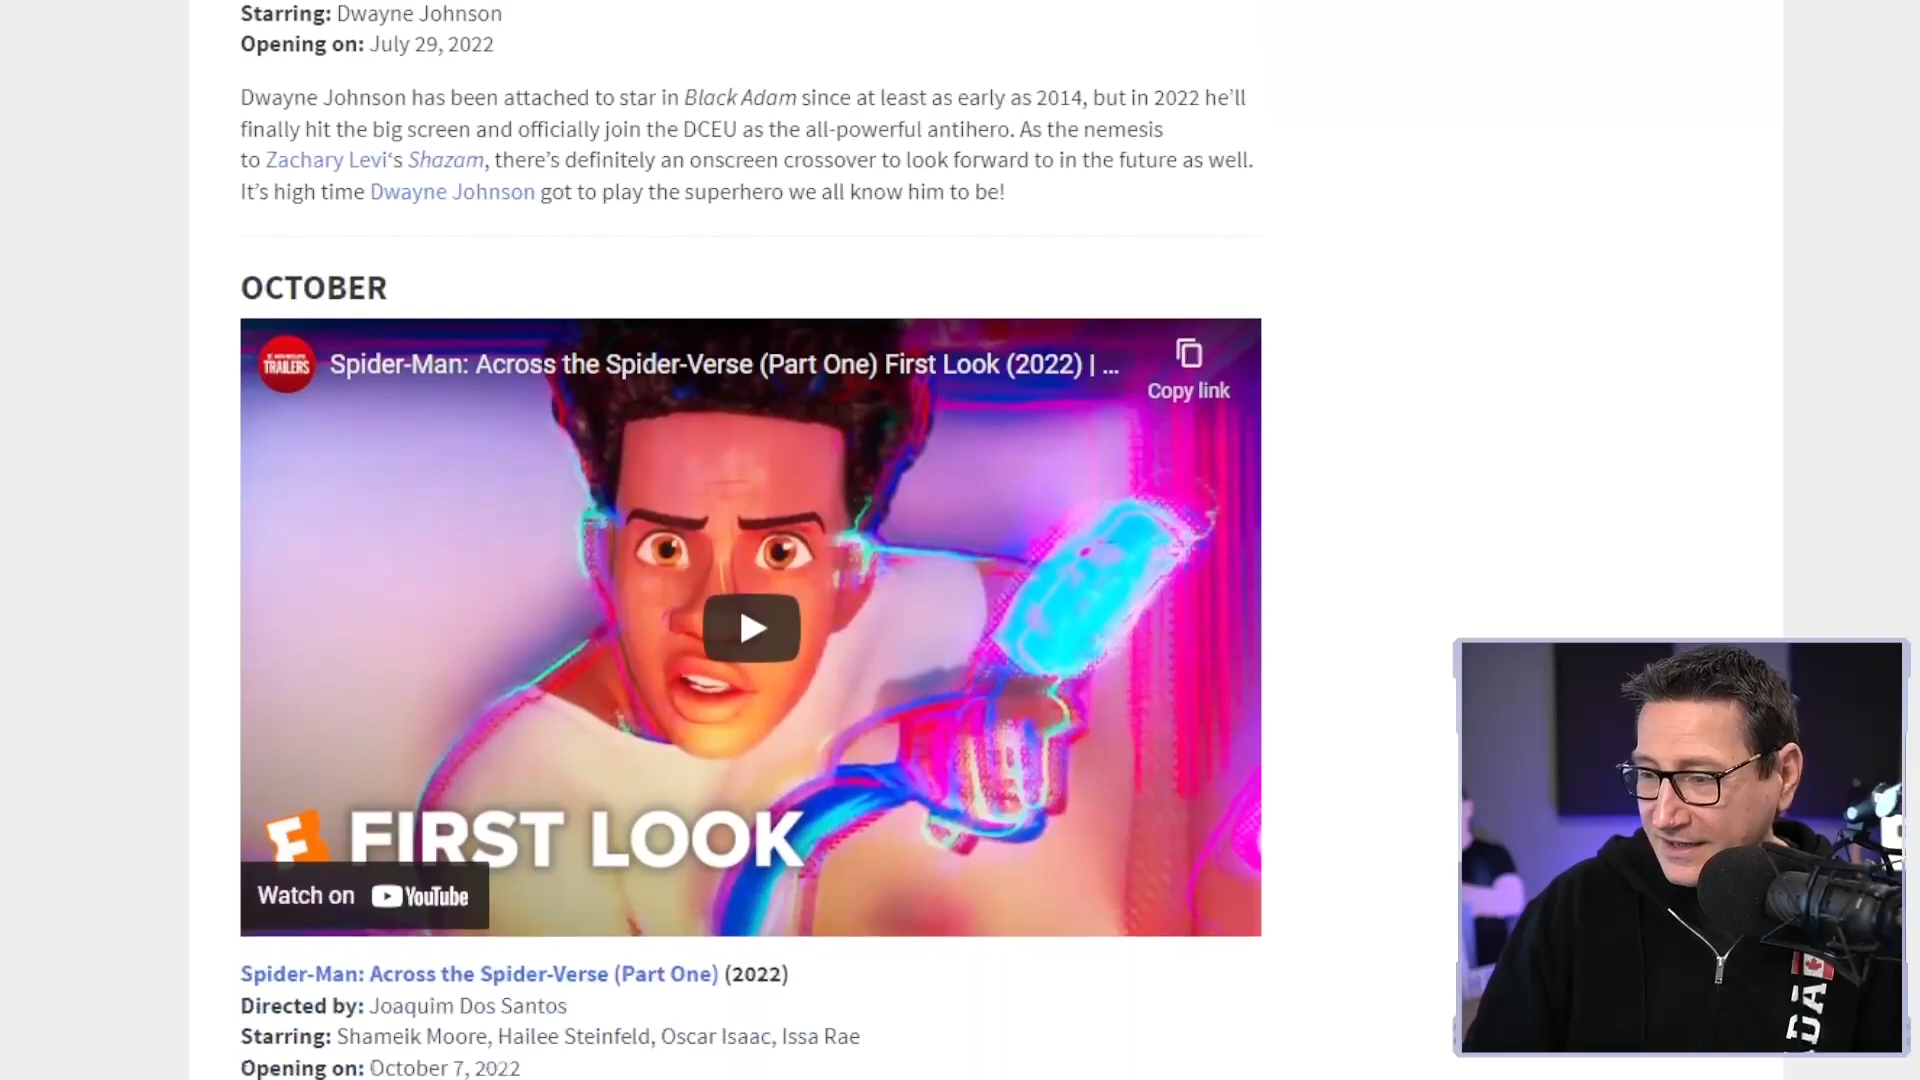 Starring: Dwayne Johnson
Opening on: July 29, 2022
Dwayne Johnson has been attached to star in Black Adam since at least as early as 2014, but in 2022 he’ll
finally hit the big screen and officially join the DCEU as the all-powerful antihero. As the nemesis
to Zachary Levi‘s Shazam, there’s definitely an onscreen crossover to look forward to in the future as well.
It’s high time Dwayne Johnson got to play the superhero we all know him to be!
OCTOBER
TRAILERS
Spider-Man: Across the Spider-Verse (Part One) First Look (2022) | ...
Copy link
F FIRST LOOK
Watch on YouTube
Spider-Man: Across the Spider-Verse (Part One) (2022)
Directed by: Joaquim Dos Santos
Starring: Shameik Moore, Hailee Steinfeld, Oscar Isaac, Issa Rae
Opening on: October 7, 2022